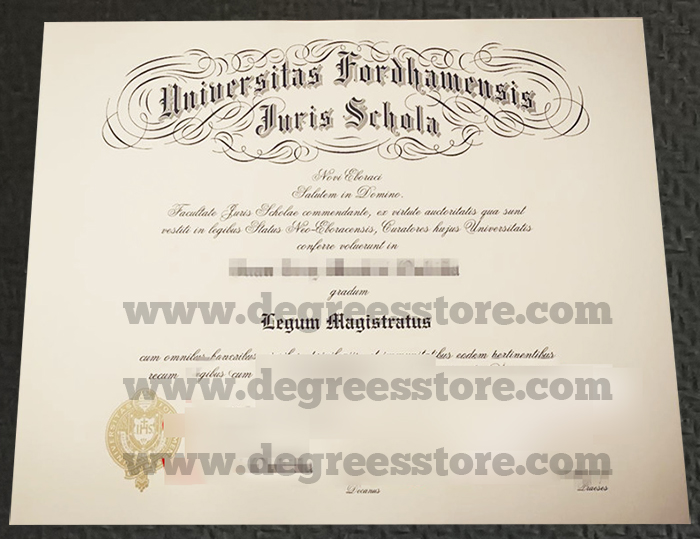 Universitas Fordhamensis
Juris Schola
Novi Eboraci
Salutem in Domino.
Facultate Juris Scholae commendante, ex virtute auctoritatis qua sunt
vestiti in legibus Status Neo-Eboracensis, Curatores hujus Universitatis
conferre voluerunt in
www.degreesstore.com
gradum
Legum Magistratus
cum omnibus
eodem pertinentibus
www.degreesstore.com
cum
IHS
www.degreesstore.com
Decanus
Praeses